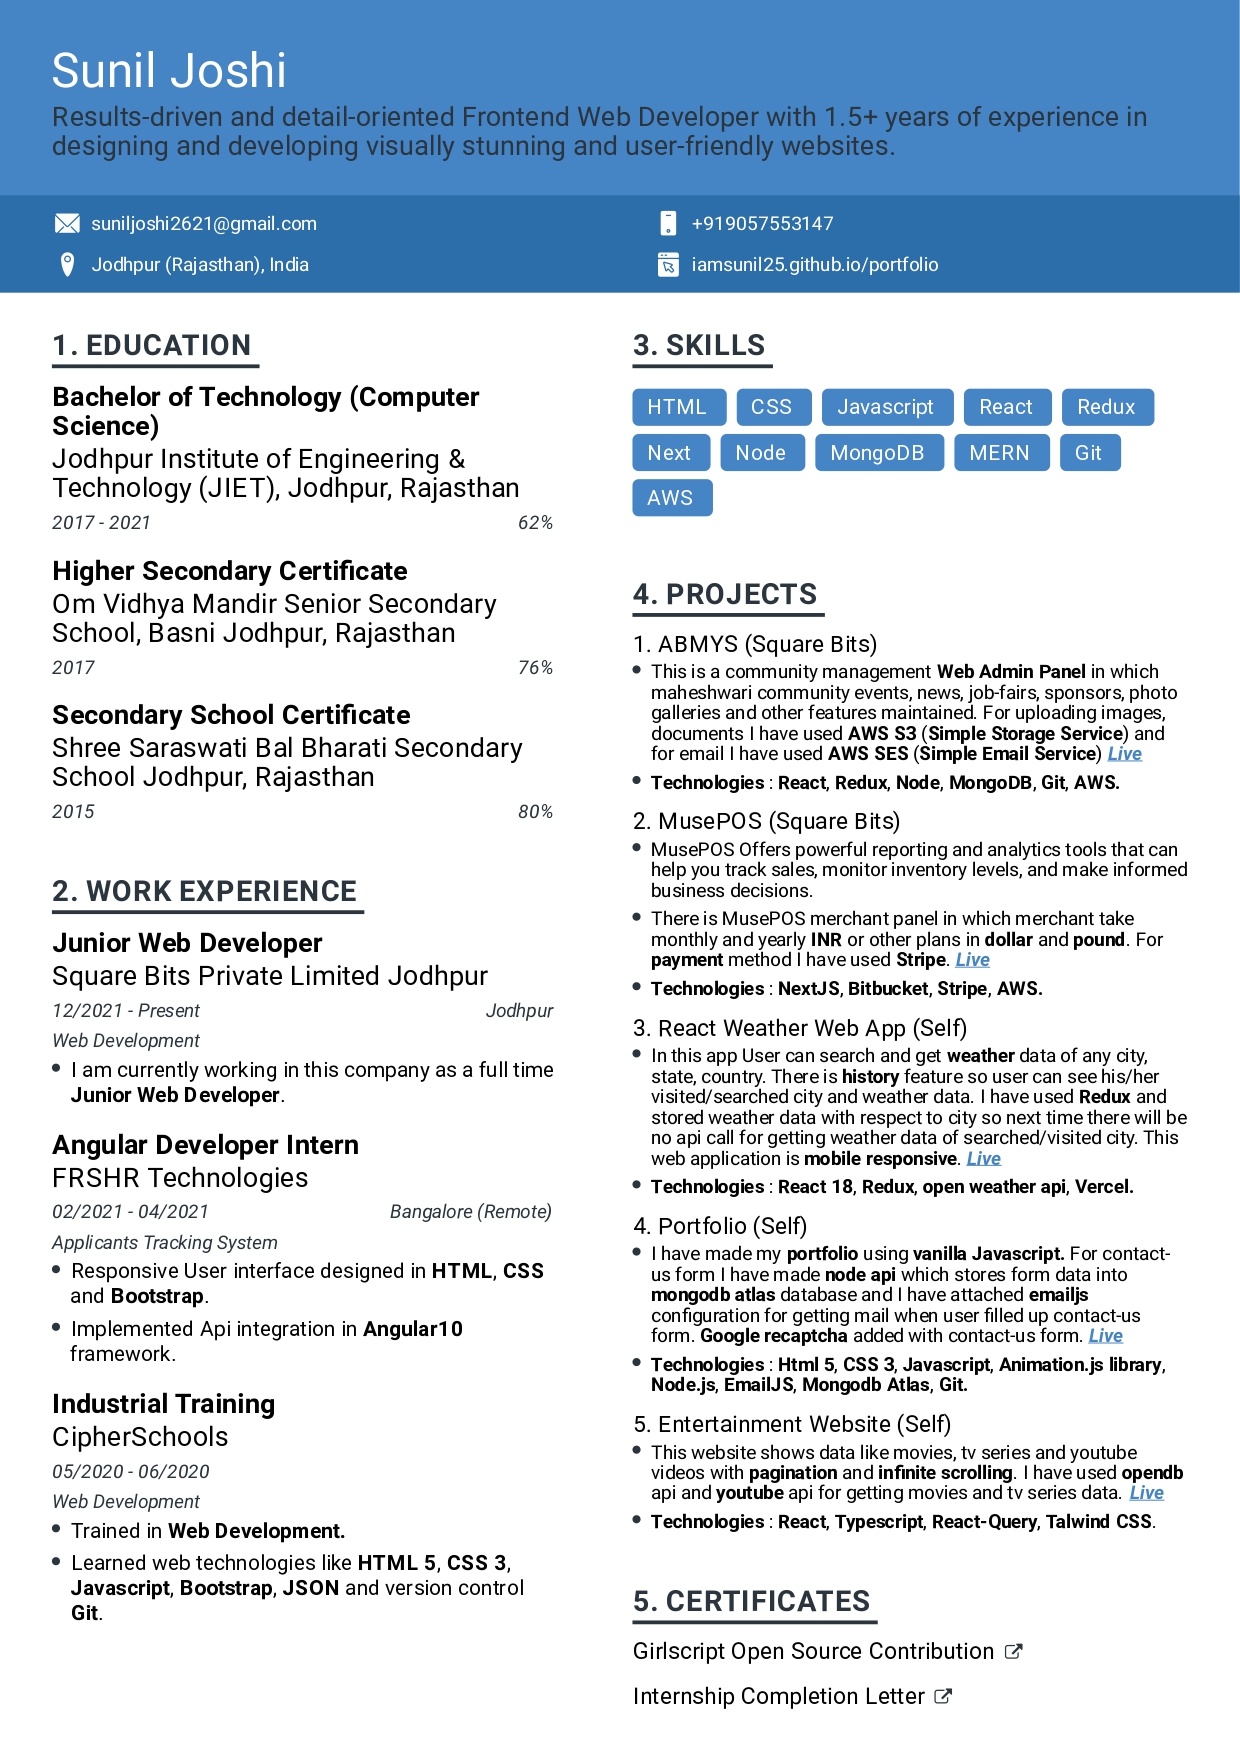 Sunil Joshi
Results-driven and detail-oriented Frontend Web Developer with 1.5+ years of experience in
designing and developing visually stunning and user-friendly websites.
suniljoshi2621@gmail.com
+919057553147
Jodhpur (Rajasthan), India
iamsunil25.github.io/portfolio
1. EDUCATION
Bachelor of Technology (Computer
Science)
Jodhpur Institute of Engineering &
Technology (JIET), Jodhpur, Rajasthan
2017 - 2021 62%
Higher Secondary Certificate
Om Vidhya Mandir Senior Secondary
School, Basni Jodhpur, Rajasthan
2017 76%
Secondary School Certificate
Shree Saraswati Bal Bharati Secondary
School Jodhpur, Rajasthan
2015 80%
2. WORK EXPERIENCE
Junior Web Developer
Square Bits Private Limited Jodhpur
12/2021 - Present Jodhpur
Web Development
• I am currently working in this company as a full time
Junior Web Developer.
Angular Developer Intern
FRSHR Technologies
02/2021 - 04/2021 Bangalore (Remote)
Applicants Tracking System
• Responsive User interface designed in HTML, CSS
and Bootstrap.
• Implemented Api integration in Angular10
framework.
Industrial Training
CipherSchools
05/2020 - 06/2020
Web Development
• Trained in Web Development.
• Learned web technologies like HTML 5, CSS 3,
Javascript, Bootstrap, JSON and version control
Git.
3. SKILLS
HTML CSS Javascript React Redux
Next Node MongoDB MERN Git
AWS
4. PROJECTS
1. ABMYS (Square Bits)
• This is a community management Web Admin Panel in which
maheshwari community events, news, job-fairs, sponsors, photo
galleries and other features maintained. For uploading images,
documents I have used AWS S3 (Simple Storage Service) and
for email I have used AWS SES (Simple Email Service) Live
• Technologies : React, Redux, Node, MongoDB, Git, AWS.
2. MusePOS (Square Bits)
• MusePOS Offers powerful reporting and analytics tools that can
help you track sales, monitor inventory levels, and make informed
business decisions.
• There is MusePOS merchant panel in which merchant take
monthly and yearly INR or other plans in dollar and pound. For
payment method I have used Stripe. Live
• Technologies : NextJS, Bitbucket, Stripe, AWS.
3. React Weather Web App (Self)
• In this app User can search and get weather data of any city,
state, country. There is history feature so user can see his/her
visited/searched city and weather data. I have used Redux and
stored weather data with respect to city so next time there will be
no api call for getting weather data of searched/visited city. This
web application is mobile responsive. Live
• Technologies : React 18, Redux, open weather api, Vercel.
4. Portfolio (Self)
• I have made my portfolio using vanilla Javascript. For contact-
us form I have made node api which stores form data into
mongodb atlas database and I have attached emailjs
configuration for getting mail when user filled up contact-us
form. Google recaptcha added with contact-us form. Live
• Technologies : Html 5, CSS 3, Javascript, Animation.js library,
Node.js, EmailJS, Mongodb Atlas, Git.
5. Entertainment Website (Self)
• This website shows data like movies, tv series and youtube
videos with pagination and infinite scrolling. I have used opendb
api and youtube api for getting movies and tv series data. Live
• Technologies : React, Typescript, React-Query, Talwind CSS.
5. CERTIFICATES
Girlscript Open Source Contribution
Internship Completion Letter